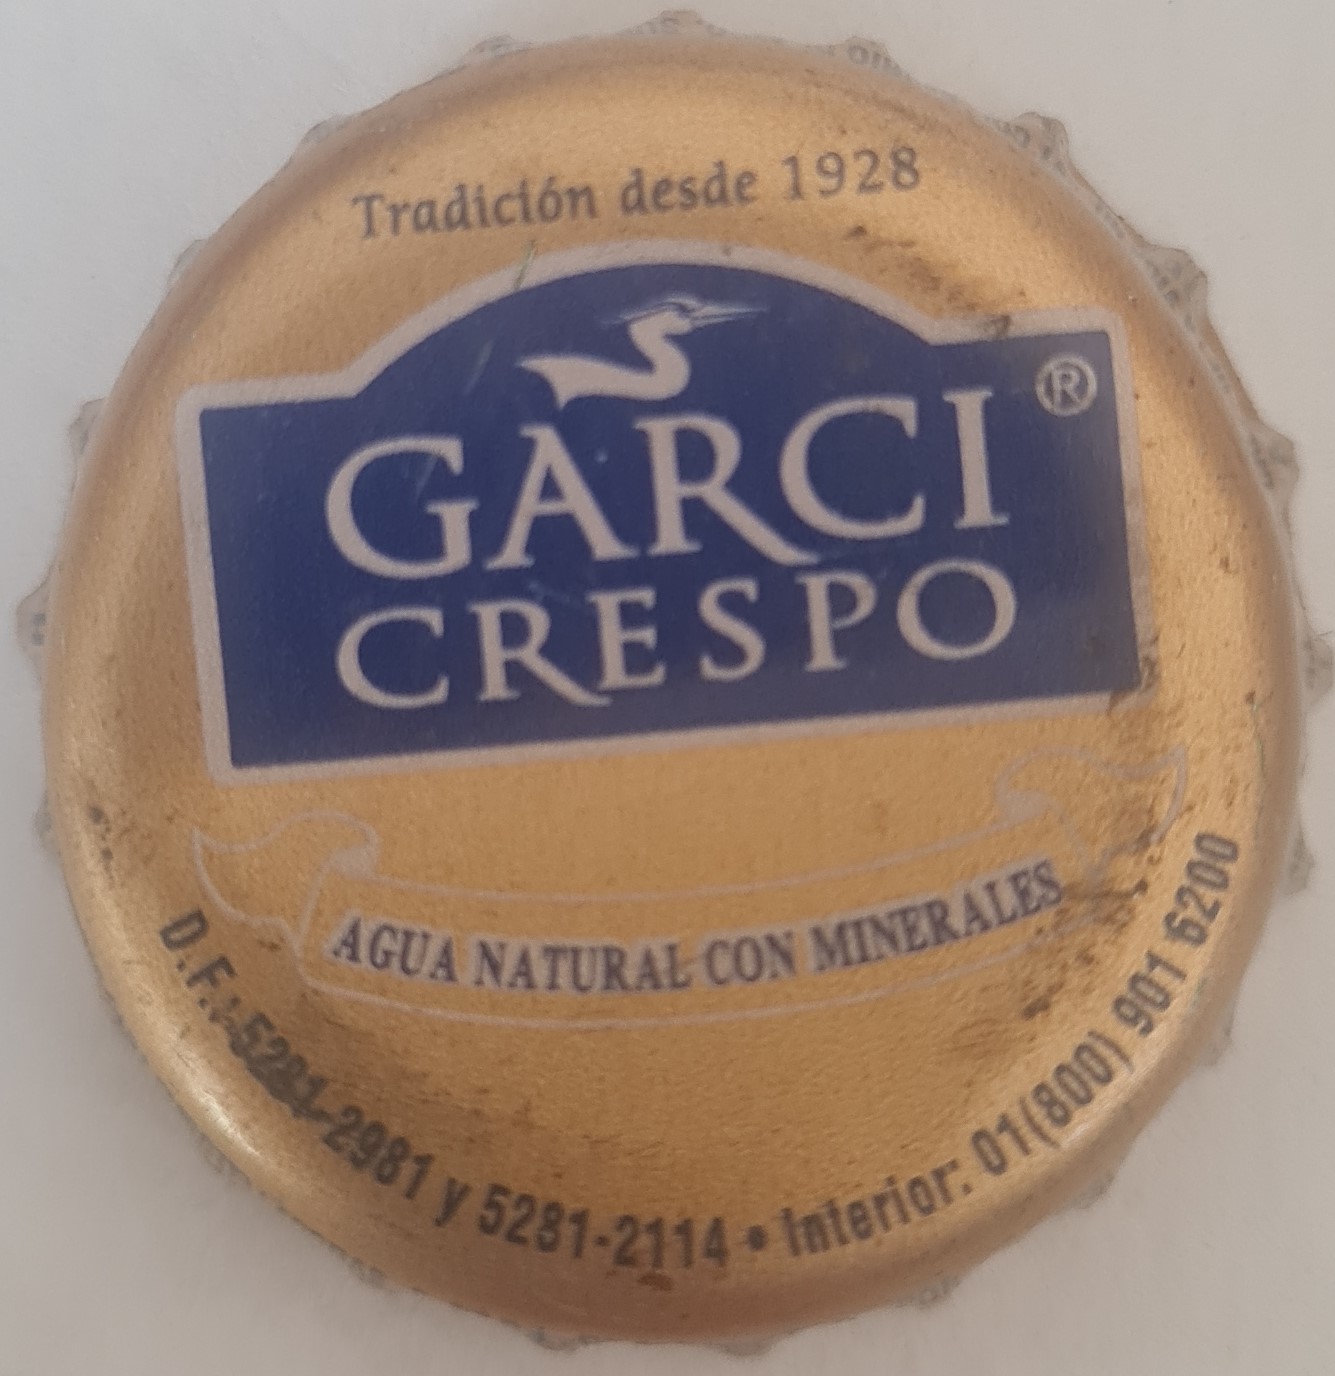 Tradición desde 1928
GARCI ®
CRESPO
AGUA NATURAL CON MINERALES
D.F.: 5281-2981 y 5281-2114 • Interior: 01(800) 901 6200